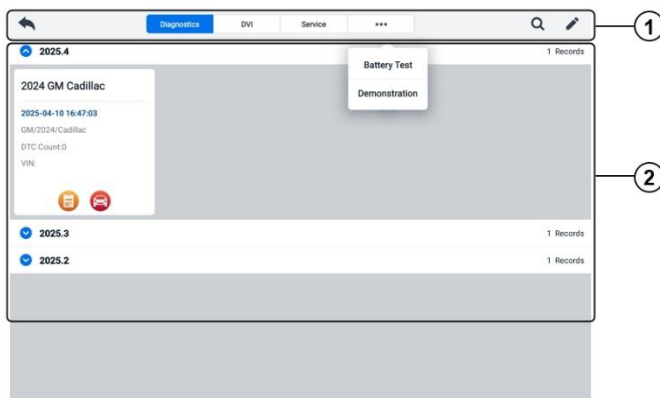 Diagnostics DVI Service •••
1
2025.4 1 Records
Battery Test
Demonstration
2024 GM Cadillac
2025-04-10 16:47:03
GM/2024/Cadillac
DTC Count:0
VIN:
2
2025.3 1 Records
2025.2 1 Records